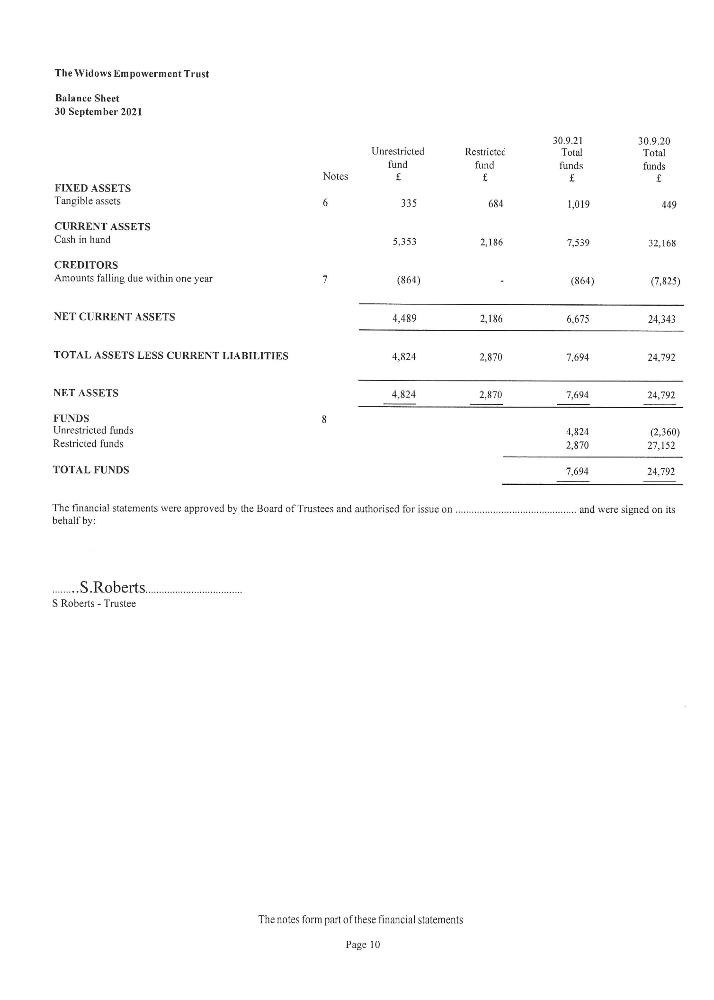 The Widows Empowerment Trust
Balance Sheet
30 September 2021
30.9.21 30.9.20
Unrestricted Restricted Total Total
fund fund funds funds
Notes £ £ £ £
FIXED ASSETS
Tangible assets 6 335 684 1,019 449
CURRENT ASSETS
Cash in hand 5,353 2,186 7,539 32,168
CREDITORS
Amounts falling due within one year 7 (864) - (864) (7,825)
NET CURRENT ASSETS 4,489 2,186 6,675 24,343
TOTAL ASSETS LESS CURRENT LIABILITIES 4,824 2,870 7,694 24,792
NET ASSETS 4,824 2,870 7,694 24,792
FUNDS 8
Unrestricted funds 4,824 (2,360)
Restricted funds 2,870 27,152
TOTAL FUNDS 7,694 24,792
The financial statements were approved by the Board of Trustees and authorised for issue on ............................................. and were signed on its
behalf by:
.........S.Roberts...................................
S Roberts - Trustee
The notes form part of these financial statements
Page 10